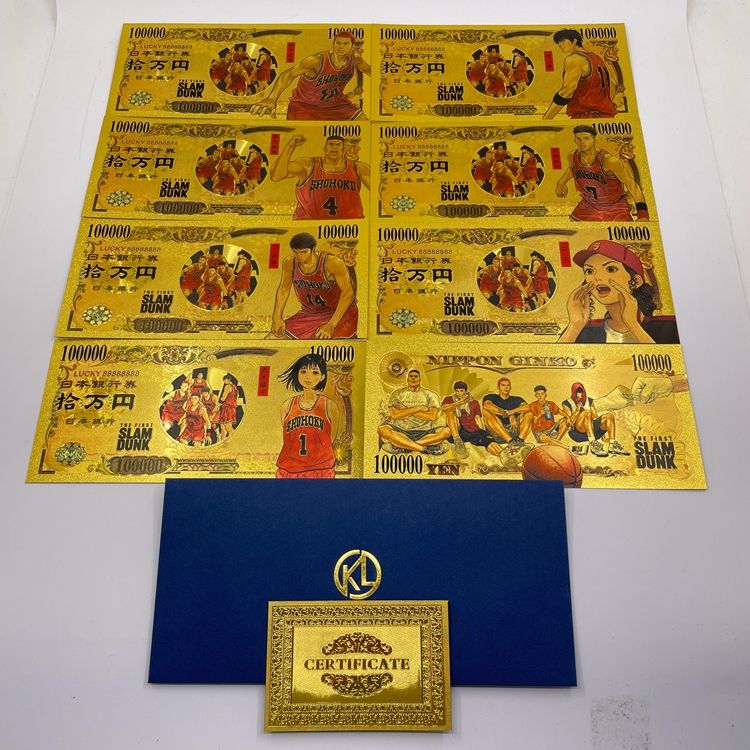 100000
100000
LUCKY 88888888
日本銀行券
拾万円
日本銀行
THE FIRST
SLAM
DUNK
100000
SHOHOKU
10
100000
100000
LUCKY 88888888
日本銀行券
拾万円
日本銀行
THE FIRST
SLAM
DUNK
100000
11
100000
100000
LUCKY 88888888
日本銀行券
拾万円
日本銀行
THE FIRST
SLAM
DUNK
100000
SHOHOKU
4
100000
100000
LUCKY 88888888
日本銀行券
拾万円
日本銀行
THE FIRST
SLAM
DUNK
100000
7
100000
100000
LUCKY 88888888
日本銀行券
拾万円
日本銀行
THE FIRST
SLAM
DUNK
100000
14
100000
100000
LUCKY 88888888
日本銀行券
拾万円
日本銀行
THE FIRST
SLAM
DUNK
100000
100000
100000
LUCKY 88888888
日本銀行券
拾万円
日本銀行
THE FIRST
SLAM
DUNK
100000
SHOHOKU
1
NIPPON GINKO
100000
THE FIRST
SLAM
DUNK
100000
YEN
KL
CERTIFICATE